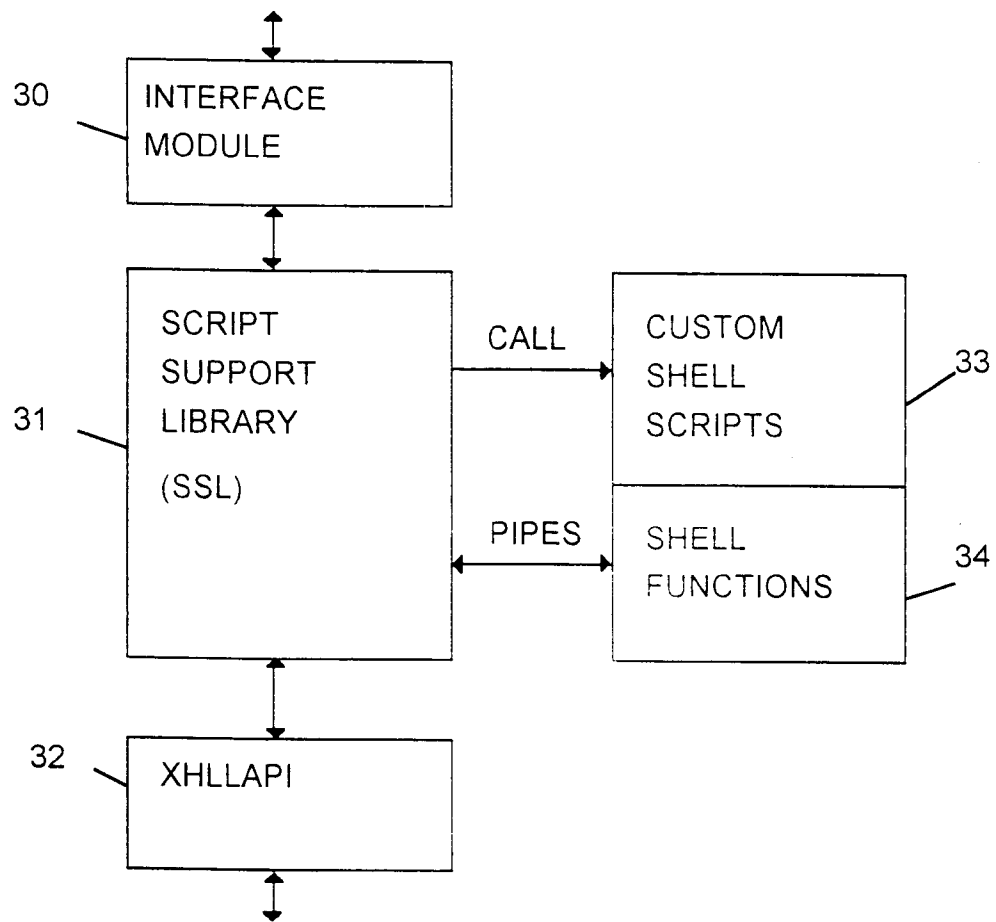 30
INTERFACE
MODULE
31
SCRIPT
SUPPORT
LIBRARY
(SSL)
CALL
CUSTOM
SHELL
SCRIPTS
33
PIPES
SHELL
FUNCTIONS
34
32
XHLLAPI